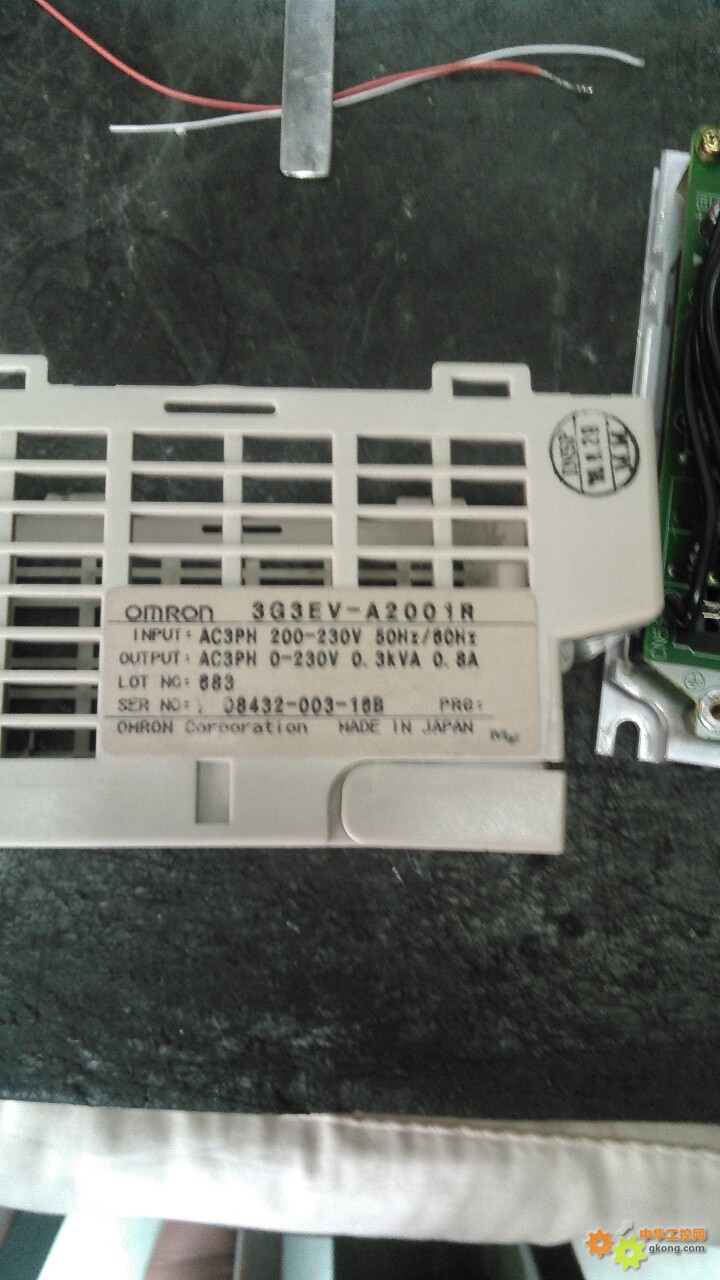 INSP
OMRON 3G3EV-A2001R
INPUT: AC3PH 200-230V 50Hz/60Hz
OUTPUT: AC3PH 0-230V 0.3kVA 0.8A
LOT NO: 683
SER NO: 08432-003-16B PRG:
OMRON Corporation MADE IN JAPAN
中华工控网
gkong.com